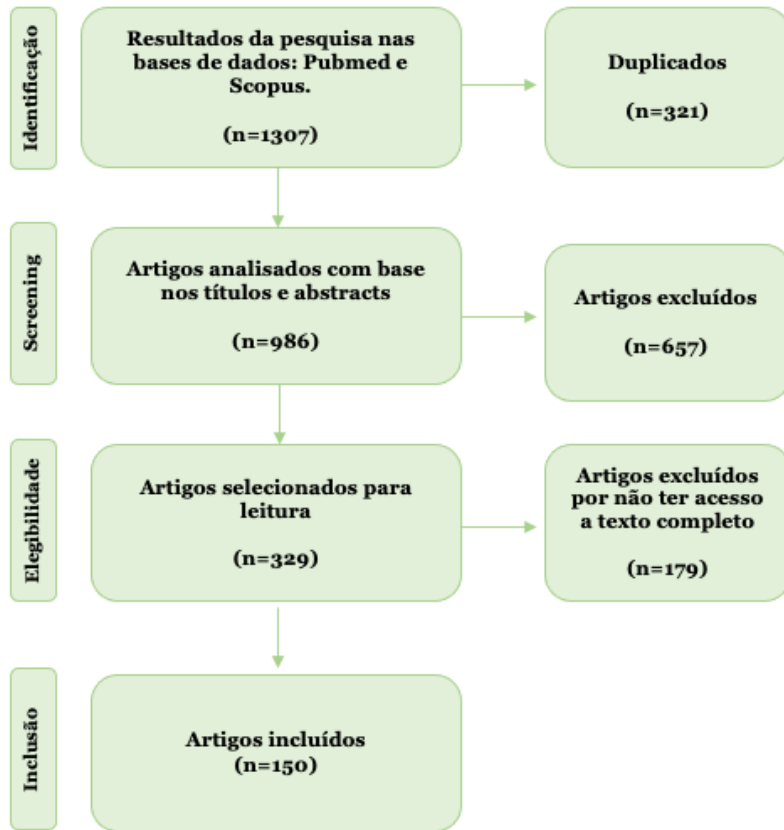 Identificação
Resultados da pesquisa nas
bases de dados: Pubmed e
Scopus.
(n=1307)
Duplicados
(n=321)
Screening
Artigos analisados com base
nos títulos e abstracts
(n=986)
Artigos excluídos
(n=657)
Elegibilidade
Artigos selecionados para
leitura
(n=329)
Artigos excluídos
por não ter acesso
a texto completo
(n=179)
Inclusão
Artigos incluídos
(n=150)